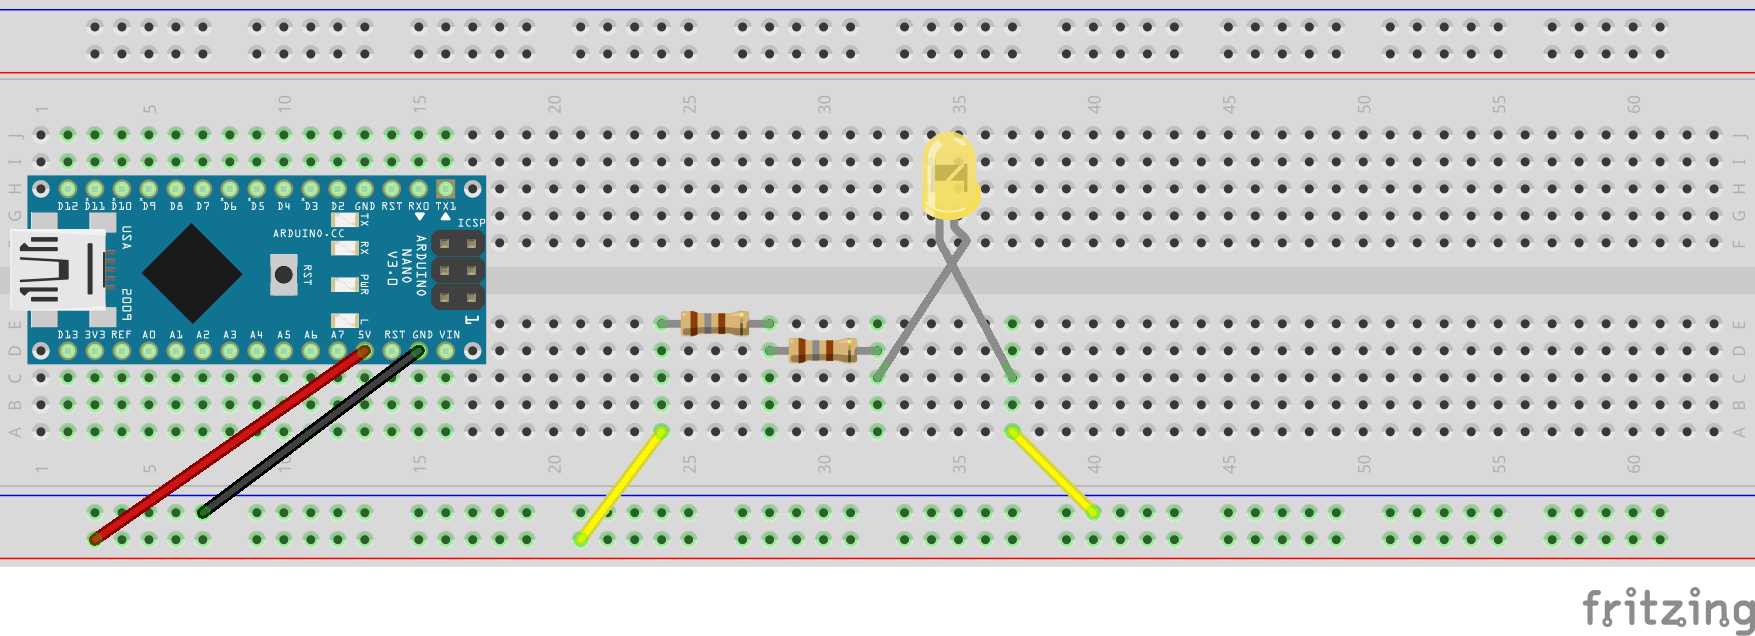 1 5 10 15 20 25 30 35 40 45 50 55 60
J J
I I
H H
D12 D11 D10 D9 D8 D7 D6 D5 D4 D3 D2 GND RST RX0 TX1
G G
F
ICSP
TX
RX
PWR
L
USA
2009
ARDUINO.CC
RST
ARDUINO
NANO
V3.0
1
D13 3V3 REF A0 A1 A2 A3 A4 A5 A6 A7 5V RST GND VIN
E E
D D
C C
B B
A A
1 5 10 15 20 25 30 35 40 45 50 55 60
fritzing